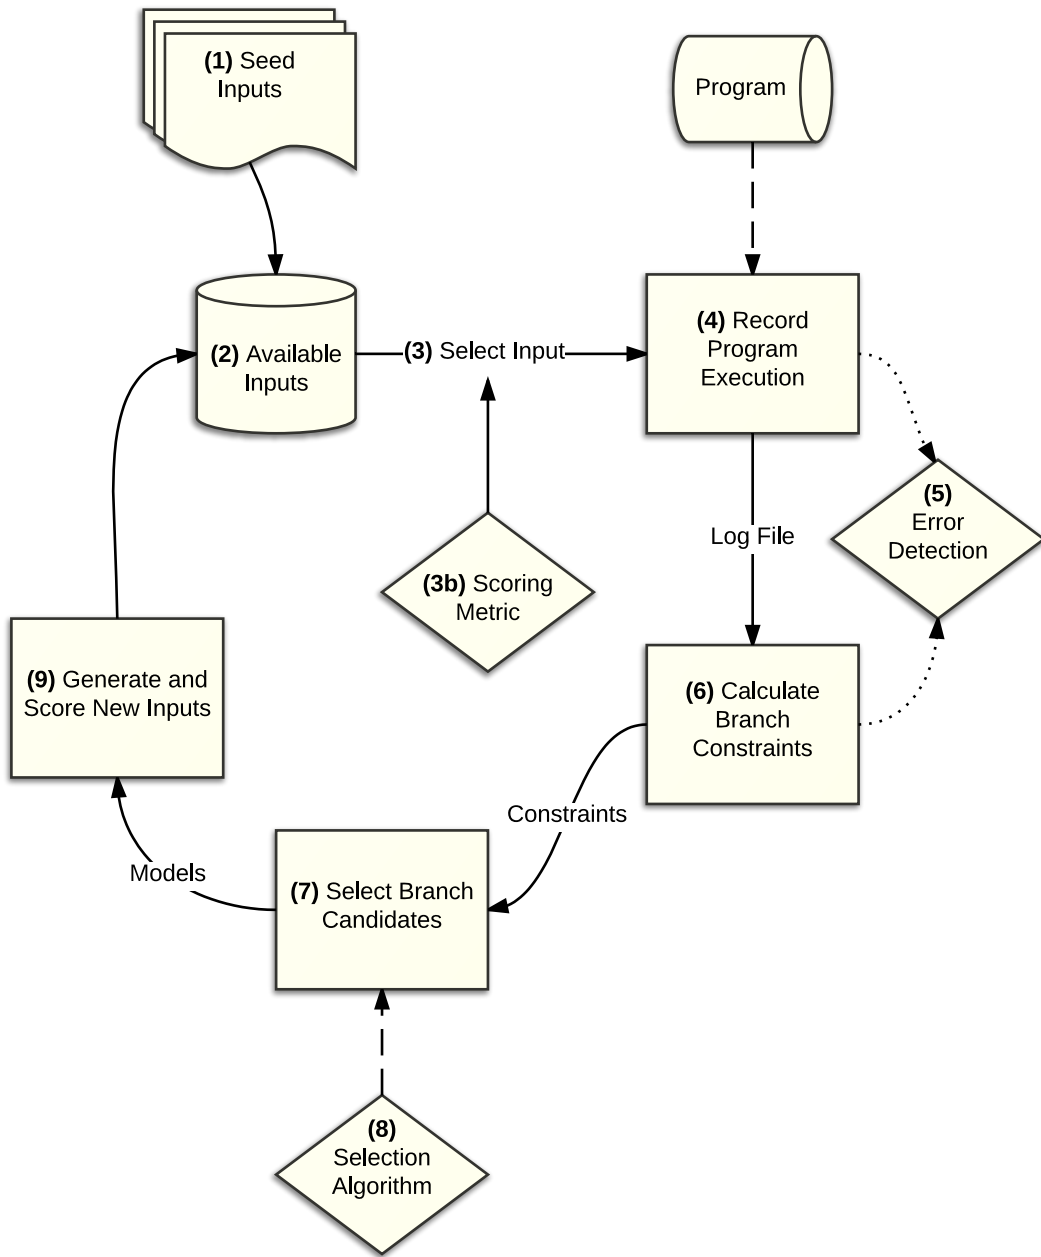 (1) Seed
Inputs
Program
(2) Available
Inputs
(3) Select Input
(4) Record
Program
Execution
(5)
Error
Detection
Log File
(3b) Scoring
Metric
(6) Calculate
Branch
Constraints
(9) Generate and
Score New Inputs
Constraints
Models
(7) Select Branch
Candidates
(8)
Selection
Algorithm